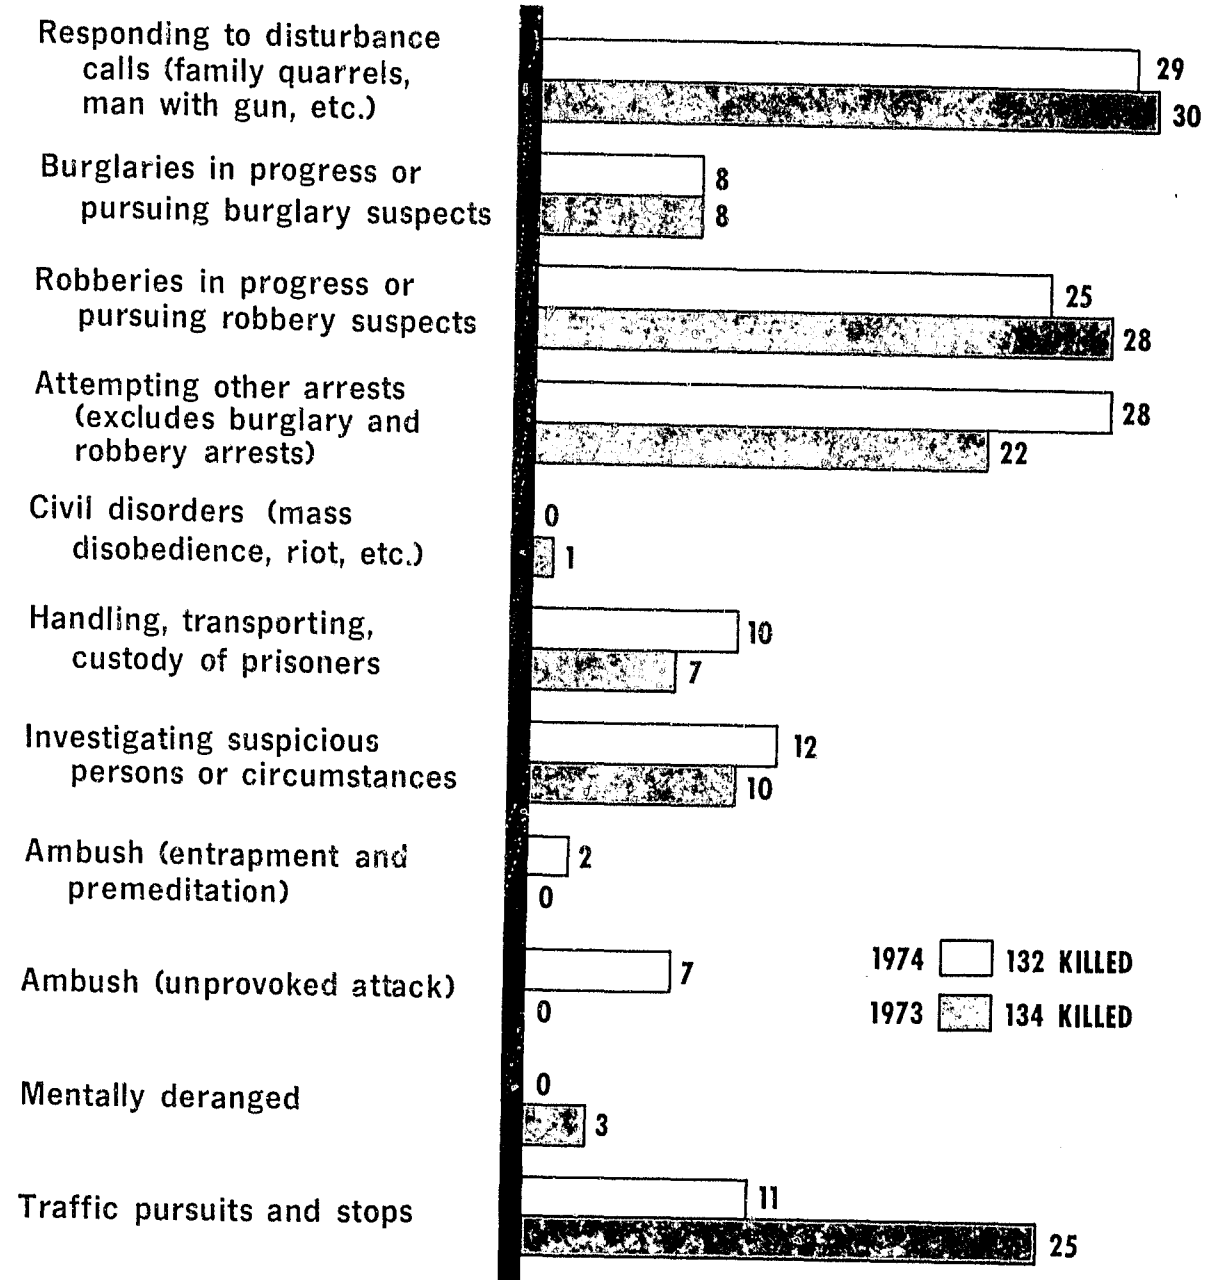 Responding to disturbance
calls (family quarrels,
man with gun, etc.)
29
30
Burglaries in progress or
pursuing burglary suspects
8
8
Robberies in progress or
pursuing robbery suspects
25
28
Attempting other arrests
(excludes burglary and
robbery arrests)
28
22
Civil disorders (mass
disobedience, riot, etc.)
0
1
Handling, transporting,
custody of prisoners
10
7
Investigating suspicious
persons or circumstances
12
10
Ambush (entrapment and
premeditation)
2
0
Ambush (unprovoked attack)
7
0
1974 132 KILLED
1973 134 KILLED
Mentally deranged
0
3
Traffic pursuits and stops
11
25